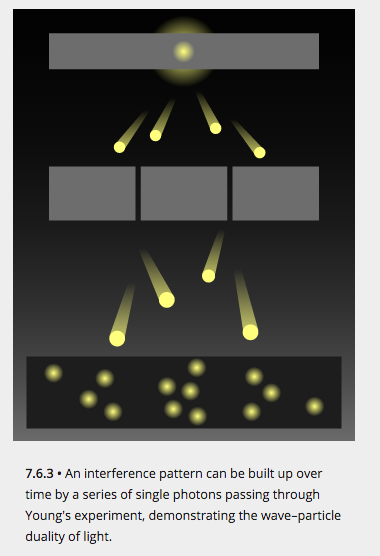 7.6.3 • An interference pattern can be built up over
time by a series of single photons passing through
Young's experiment, demonstrating the wave–particle
duality of light.